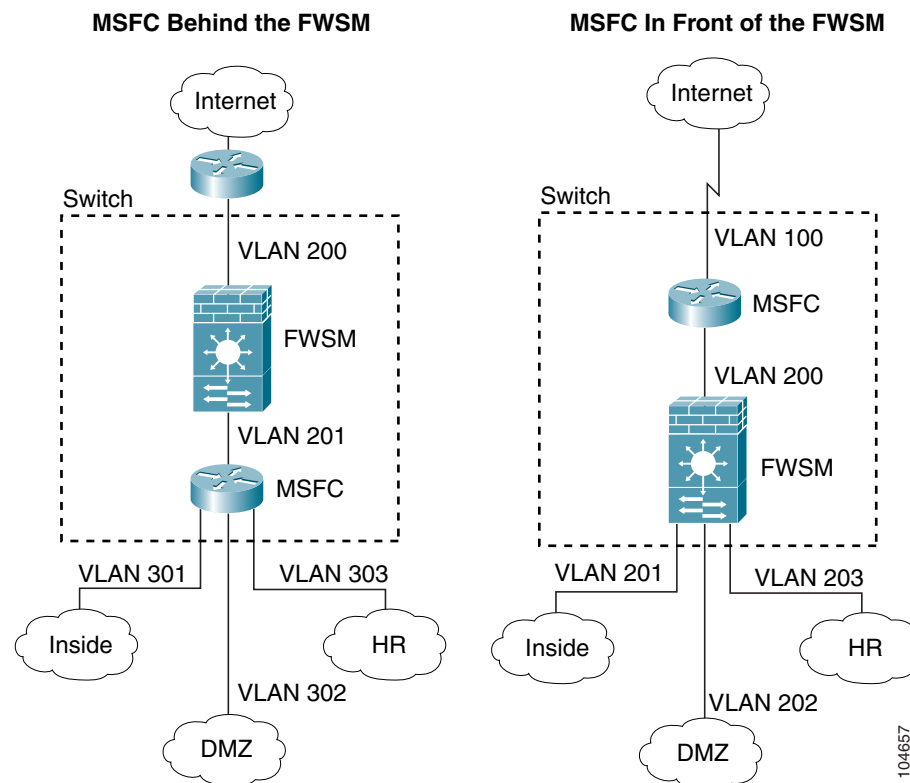 MSFC Behind the FWSM
Internet
Switch
VLAN 200
FWSM
VLAN 201
MSFC
VLAN 301
VLAN 303
Inside
HR
VLAN 302
DMZ
MSFC In Front of the FWSM
Internet
Switch
VLAN 100
MSFC
VLAN 200
FWSM
VLAN 201
VLAN 203
Inside
HR
VLAN 202
DMZ
104657